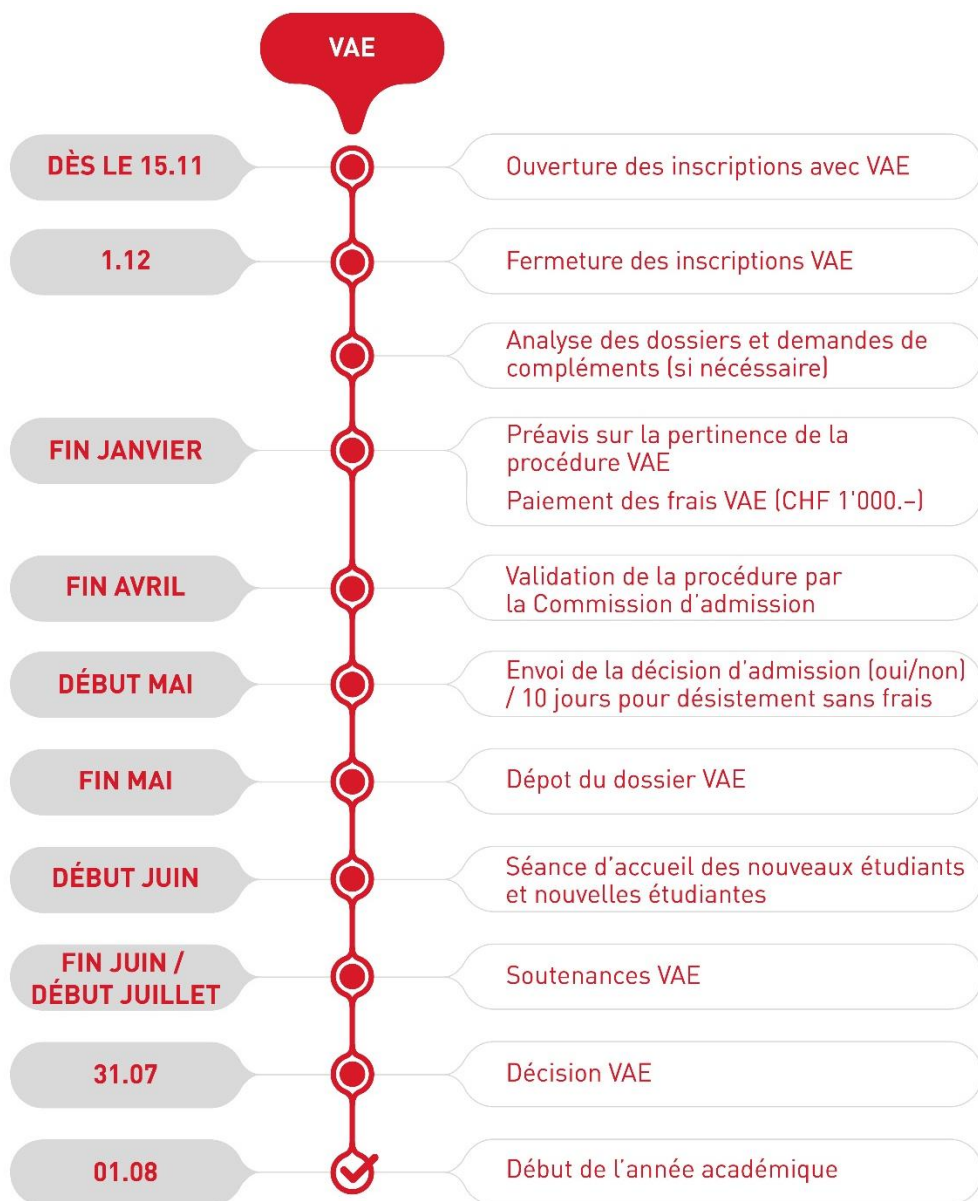 VAE
DÈS LE 15.11
Ouverture des inscriptions avec VAE
1.12
Fermeture des inscriptions VAE
Analyse des dossiers et demandes de
compléments (si nécéssaire)
FIN JANVIER
Préavis sur la pertinence de la
procédure VAE
Paiement des frais VAE (CHF 1'000.–)
FIN AVRIL
Validation de la procédure par
la Commission d'admission
DÉBUT MAI
Envoi de la décision d'admission (oui/non)
/ 10 jours pour désistement sans frais
FIN MAI
Dépot du dossier VAE
DÉBUT JUIN
Séance d'accueil des nouveaux étudiants
et nouvelles étudiantes
FIN JUIN /
DÉBUT JUILLET
Soutenances VAE
31.07
Décision VAE
01.08
Début de l'année académique